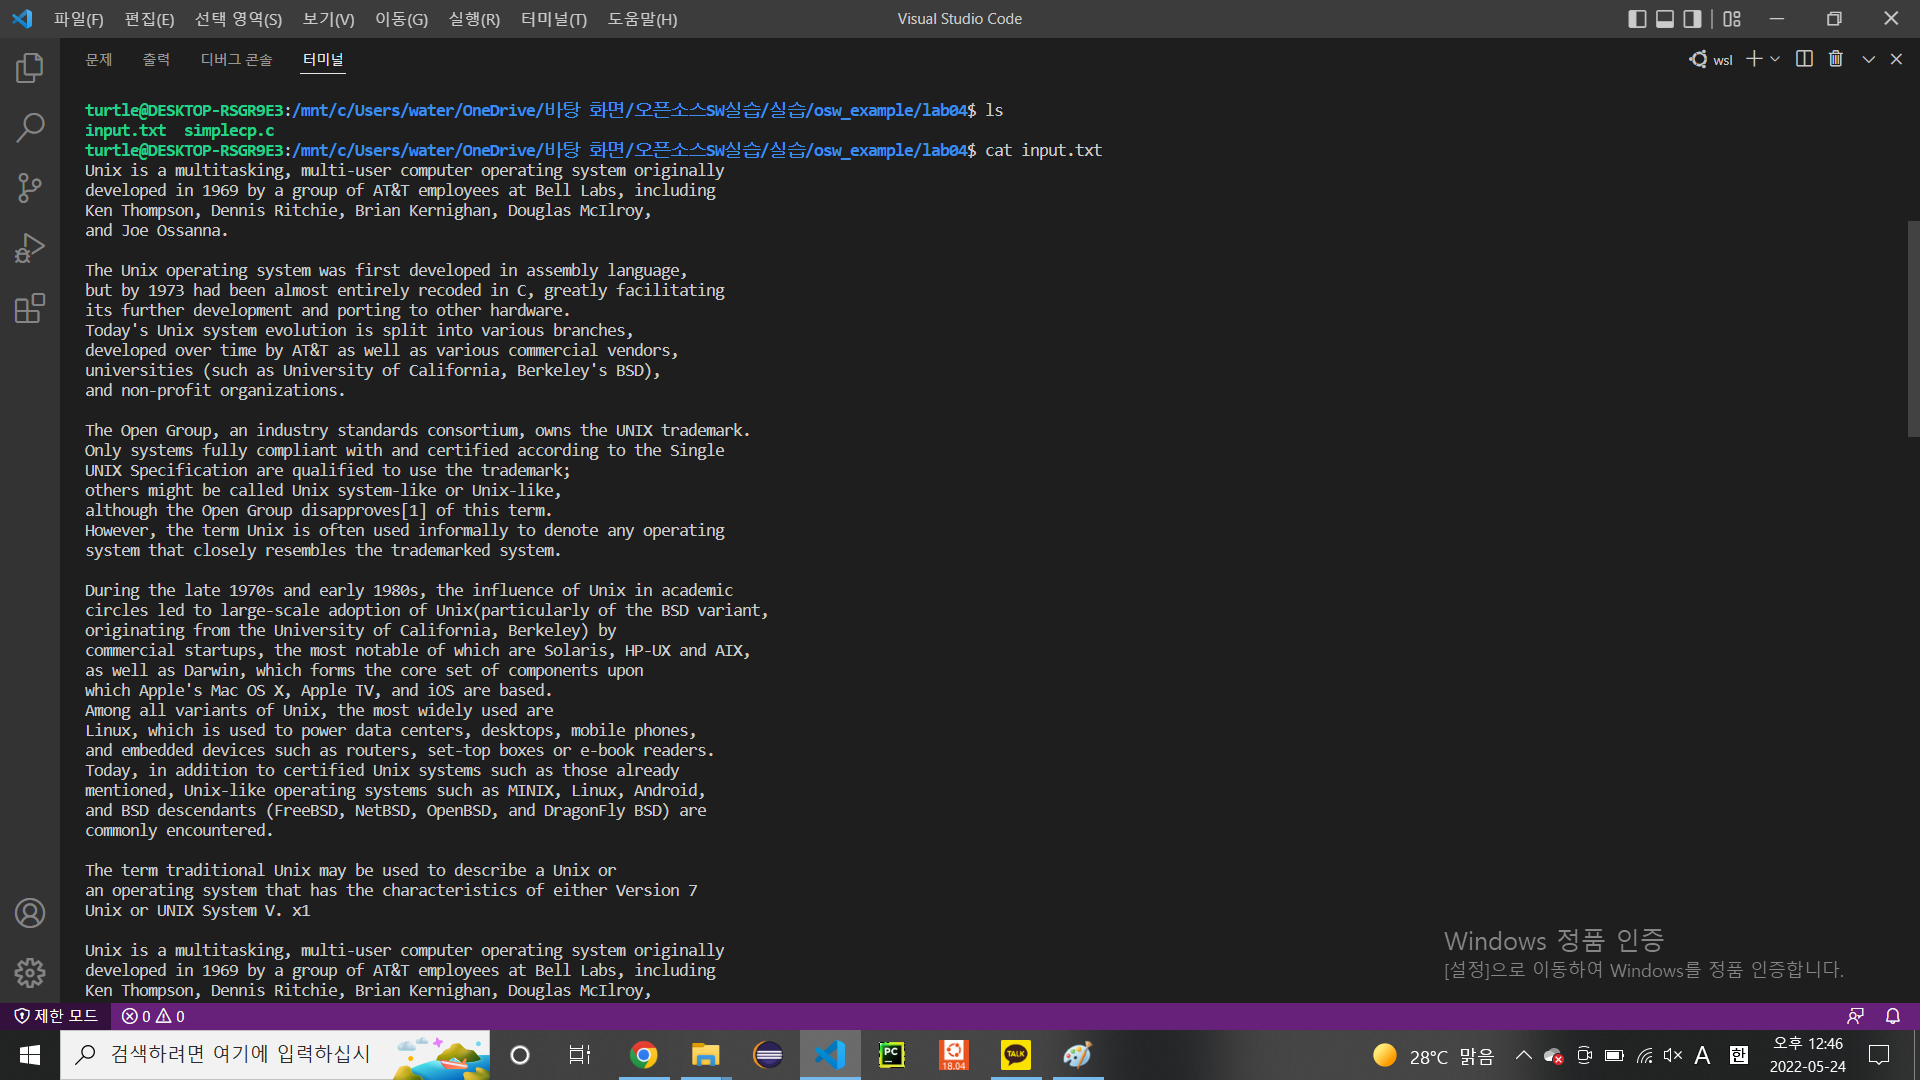 파일(F) 편집(E) 선택 영역(S) 보기(V) 이동(G) 실행(R) 터미널(T) 도움말(H) Visual Studio Code
문제 출력 디버그 콘솔 터미널 wsl
turtle@DESKTOP-RSGR9E3:/mnt/c/Users/water/OneDrive/바탕 화면/오픈소스SW실습/실습/osw_example/lab04$ ls
input.txt simplecp.c
turtle@DESKTOP-RSGR9E3:/mnt/c/Users/water/OneDrive/바탕 화면/오픈소스SW실습/실습/osw_example/lab04$ cat input.txt
Unix is a multitasking, multi-user computer operating system originally
developed in 1969 by a group of AT&T employees at Bell Labs, including
Ken Thompson, Dennis Ritchie, Brian Kernighan, Douglas McIlroy,
and Joe Ossanna.
The Unix operating system was first developed in assembly language,
but by 1973 had been almost entirely recoded in C, greatly facilitating
its further development and porting to other hardware.
Today's Unix system evolution is split into various branches,
developed over time by AT&T as well as various commercial vendors,
universities (such as University of California, Berkeley's BSD),
and non-profit organizations.
The Open Group, an industry standards consortium, owns the UNIX trademark.
Only systems fully compliant with and certified according to the Single
UNIX Specification are qualified to use the trademark;
others might be called Unix system-like or Unix-like,
although the Open Group disapproves[1] of this term.
However, the term Unix is often used informally to denote any operating
system that closely resembles the trademarked system.
During the late 1970s and early 1980s, the influence of Unix in academic
circles led to large-scale adoption of Unix(particularly of the BSD variant,
originating from the University of California, Berkeley) by
commercial startups, the most notable of which are Solaris, HP-UX and AIX,
as well as Darwin, which forms the core set of components upon
which Apple's Mac OS X, Apple TV, and iOS are based.
Among all variants of Unix, the most widely used are
Linux, which is used to power data centers, desktops, mobile phones,
and embedded devices such as routers, set-top boxes or e-book readers.
Today, in addition to certified Unix systems such as those already
mentioned, Unix-like operating systems such as MINIX, Linux, Android,
and BSD descendants (FreeBSD, NetBSD, OpenBSD, and DragonFly BSD) are
commonly encountered.
The term traditional Unix may be used to describe a Unix or
an operating system that has the characteristics of either Version 7
Unix or UNIX System V. x1
Unix is a multitasking, multi-user computer operating system originally
developed in 1969 by a group of AT&T employees at Bell Labs, including
Ken Thompson, Dennis Ritchie, Brian Kernighan, Douglas McIlroy,
Windows 정품 인증
[설정]으로 이동하여 Windows를 정품 인증합니다.
제한 모드 0 0
검색하려면 여기에 입력하십시 PC 18.04 TALK 28°C 맑음 A 한 오후 12:46
2022-05-24